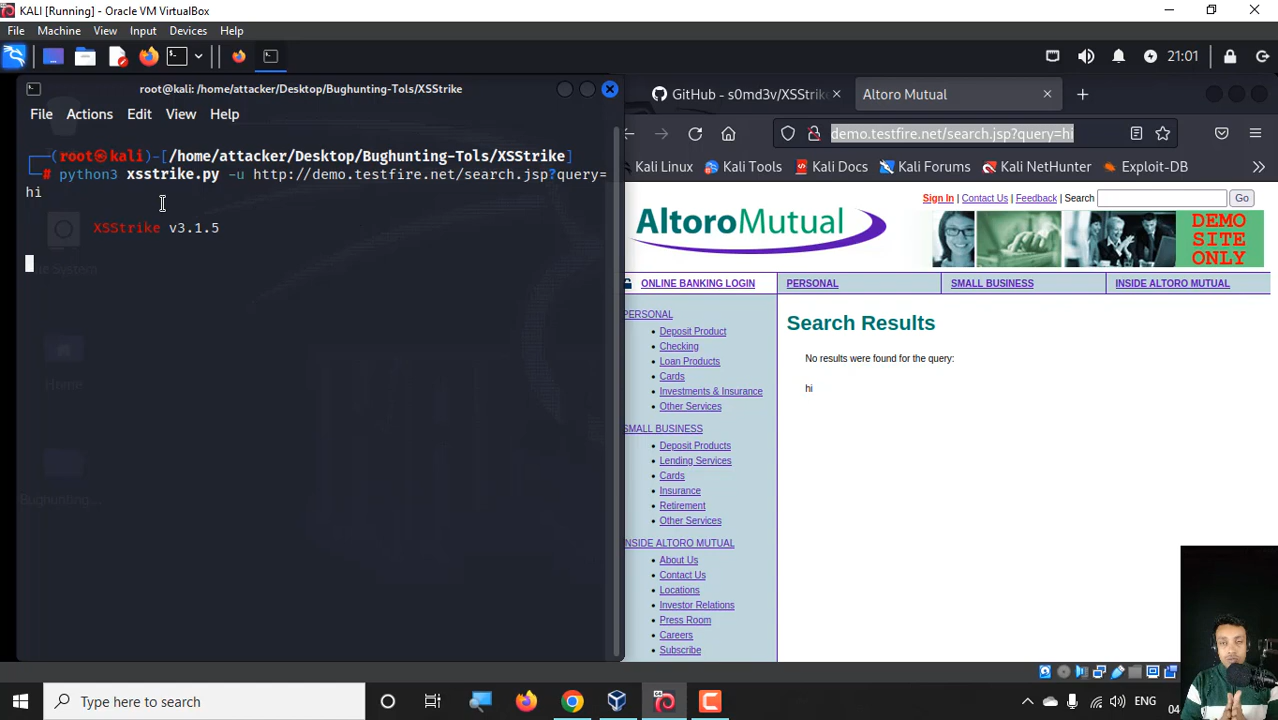 KALI [Running] - Oracle VM VirtualBox
File Machine View Input Devices Help
21:01
root@kali: /home/attacker/Desktop/Bughunting-Tols/XSStrike
File Actions Edit View Help
┌──(root㉿kali)-[/home/attacker/Desktop/Bughunting-Tols/XSStrike]
└─# python3 xsstrike.py -u http://demo.testfire.net/search.jsp?query=
hi
XSStrike v3.1.5
Home
GitHub - s0md3v/XSStrike
Altoro Mutual
demo.testfire.net/search.jsp?query=hi
Kali Linux Kali Tools Kali Docs Kali Forums Kali NetHunter
Sign In | Contact Us | Feedback | Search Go
AltoroMutual
DEMO
SITE
ONLY
ONLINE BANKING LOGIN PERSONAL SMALL BUSINESS INSIDE ALTORO MUTUAL
PERSONAL
Deposit Product
Checking
Loan Products
Cards
Investments & Insurance
Other Services
SMALL BUSINESS
Deposit Products
Lending Services
Cards
Insurance
Retirement
Other Services
INSIDE ALTORO MUTUAL
About Us
Contact Us
Locations
Investor Relations
Press Room
Careers
Subscribe
Search Results
No results were found for the query:
hi
Type here to search
ENG
04